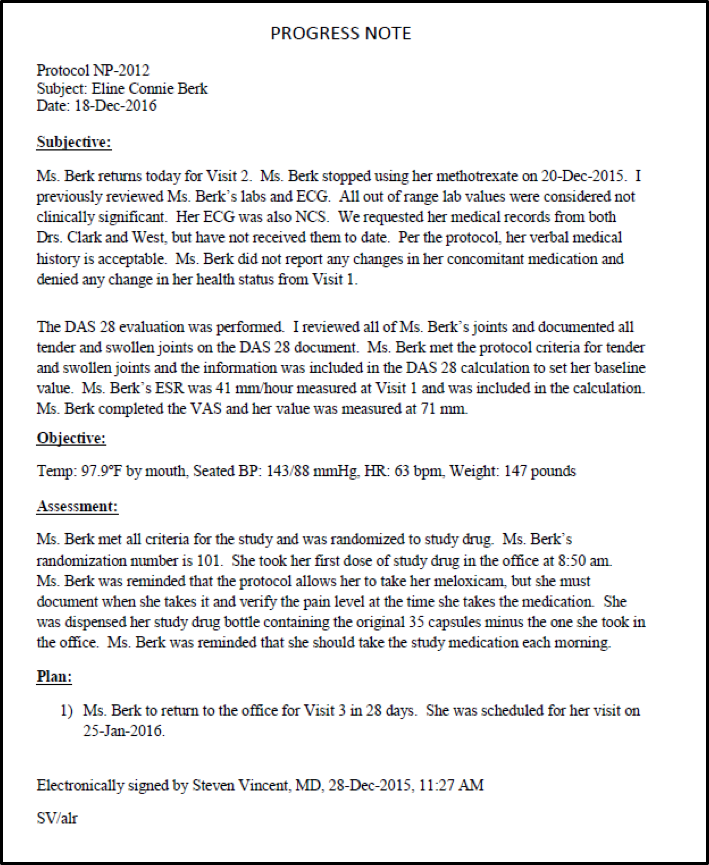 PROGRESS NOTE
Protocol NP-2012
Subject: Eline Connie Berk
Date: 18-Dec-2016
Subjective:
Ms. Berk returns today for Visit 2.  Ms. Berk stopped using her methotrexate on 20-Dec-2015.  I
previously reviewed Ms. Berk's labs and ECG.  All out of range lab values were considered not
clinically significant.  Her ECG was also NCS.  We requested her medical records from both
Drs. Clark and West, but have not received them to date.  Per the protocol, her verbal medical
history is acceptable.  Ms. Berk did not report any changes in her concomitant medication and
denied any change in her health status from Visit 1.
The DAS 28 evaluation was performed.  I reviewed all of Ms. Berk's joints and documented all
tender and swollen joints on the DAS 28 document.  Ms. Berk met the protocol criteria for tender
and swollen joints and the information was included in the DAS 28 calculation to set her baseline
value.  Ms. Berk's ESR was 41 mm/hour measured at Visit 1 and was included in the calculation.
Ms. Berk completed the VAS and her value was measured at 71 mm.
Objective:
Temp: 97.9°F by mouth, Seated BP: 143/88 mmHg, HR: 63 bpm, Weight: 147 pounds
Assessment:
Ms. Berk met all criteria for the study and was randomized to study drug.  Ms. Berk's
randomization number is 101.  She took her first dose of study drug in the office at 8:50 am.
Ms. Berk was reminded that the protocol allows her to take her meloxicam, but she must
document when she takes it and verify the pain level at the time she takes the medication.  She
was dispensed her study drug bottle containing the original 35 capsules minus the one she took in
the office.  Ms. Berk was reminded that she should take the study medication each morning.
Plan:
1) Ms. Berk to return to the office for Visit 3 in 28 days.  She was scheduled for her visit on
25-Jan-2016.
Electronically signed by Steven Vincent, MD, 28-Dec-2015, 11:27 AM
SV/alr